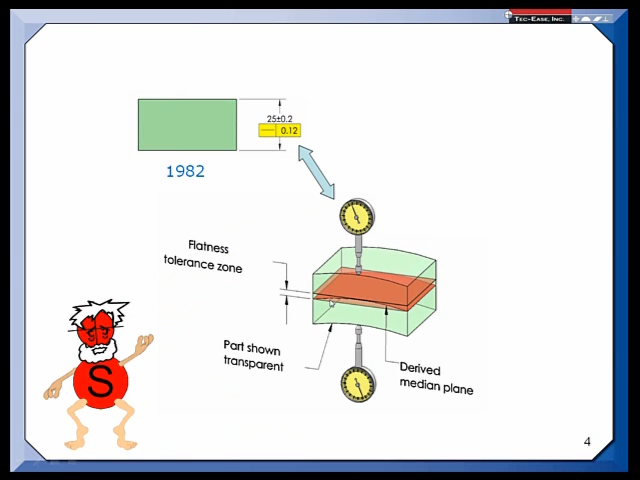 TEC-EASE, INC.
25±0.2
0.12
1982
Flatness
tolerance zone
Part shown
transparent
Derived
median plane
S
4